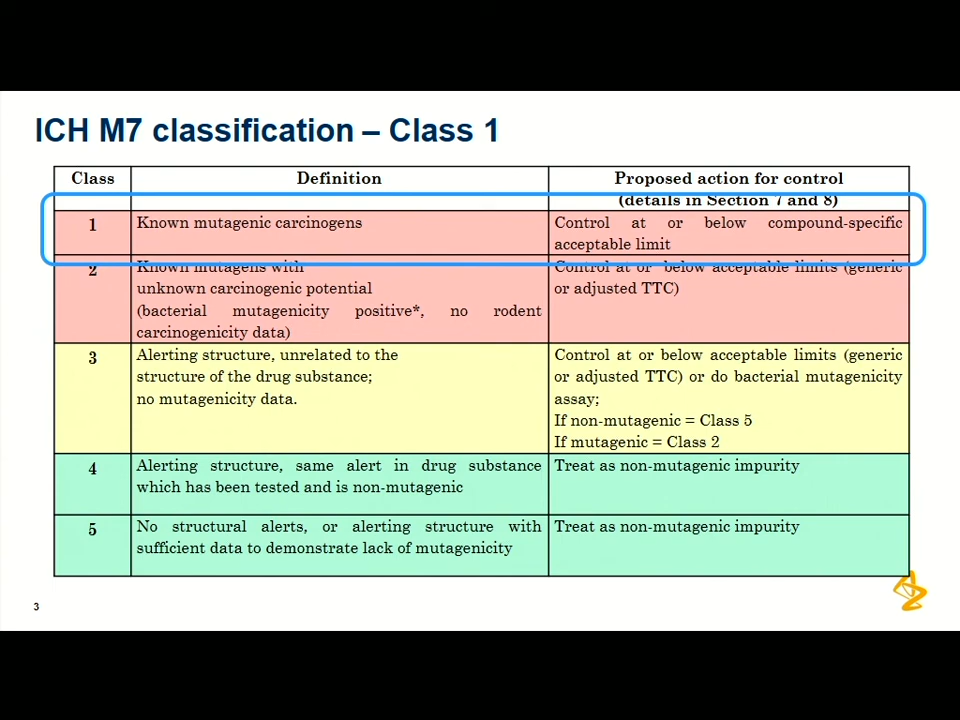 ICH M7 classification – Class 1
Class
Definition
Proposed action for control
(details in Section 7 and 8)
1
Known mutagenic carcinogens
Control at or below compound-specific
acceptable limit
2
Known mutagens with
unknown carcinogenic potential
(bacterial mutagenicity positive*, no rodent
carcinogenicity data)
Control at or below acceptable limits (generic
or adjusted TTC)
3
Alerting structure, unrelated to the
structure of the drug substance;
no mutagenicity data.
Control at or below acceptable limits (generic
or adjusted TTC) or do bacterial mutagenicity
assay;
If non-mutagenic = Class 5
If mutagenic = Class 2
4
Alerting structure, same alert in drug substance
which has been tested and is non-mutagenic
Treat as non-mutagenic impurity
5
No structural alerts, or alerting structure with
sufficient data to demonstrate lack of mutagenicity
Treat as non-mutagenic impurity
3